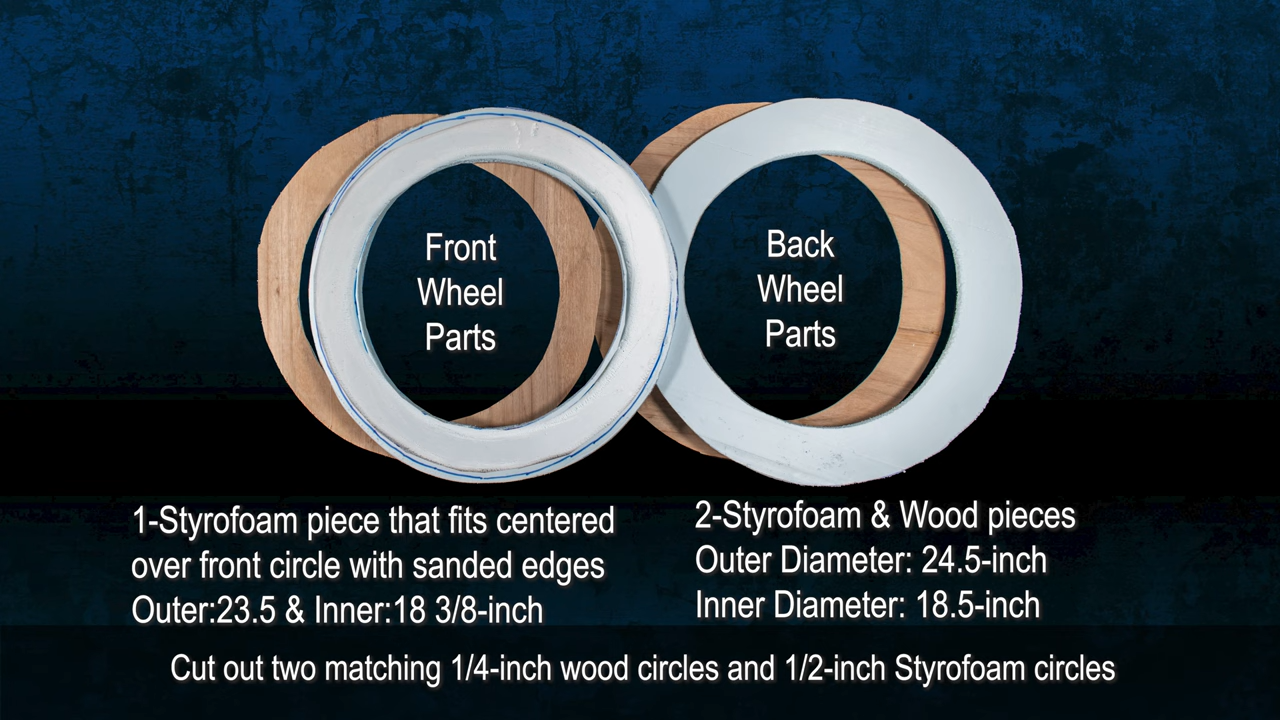 Front
Wheel
Parts
Back
Wheel
Parts
1-Styrofoam piece that fits centered
over front circle with sanded edges
Outer:23.5 & Inner:18 3/8-inch
2-Styrofoam & Wood pieces
Outer Diameter: 24.5-inch
Inner Diameter: 18.5-inch
Cut out two matching 1/4-inch wood circles and 1/2-inch Styrofoam circles